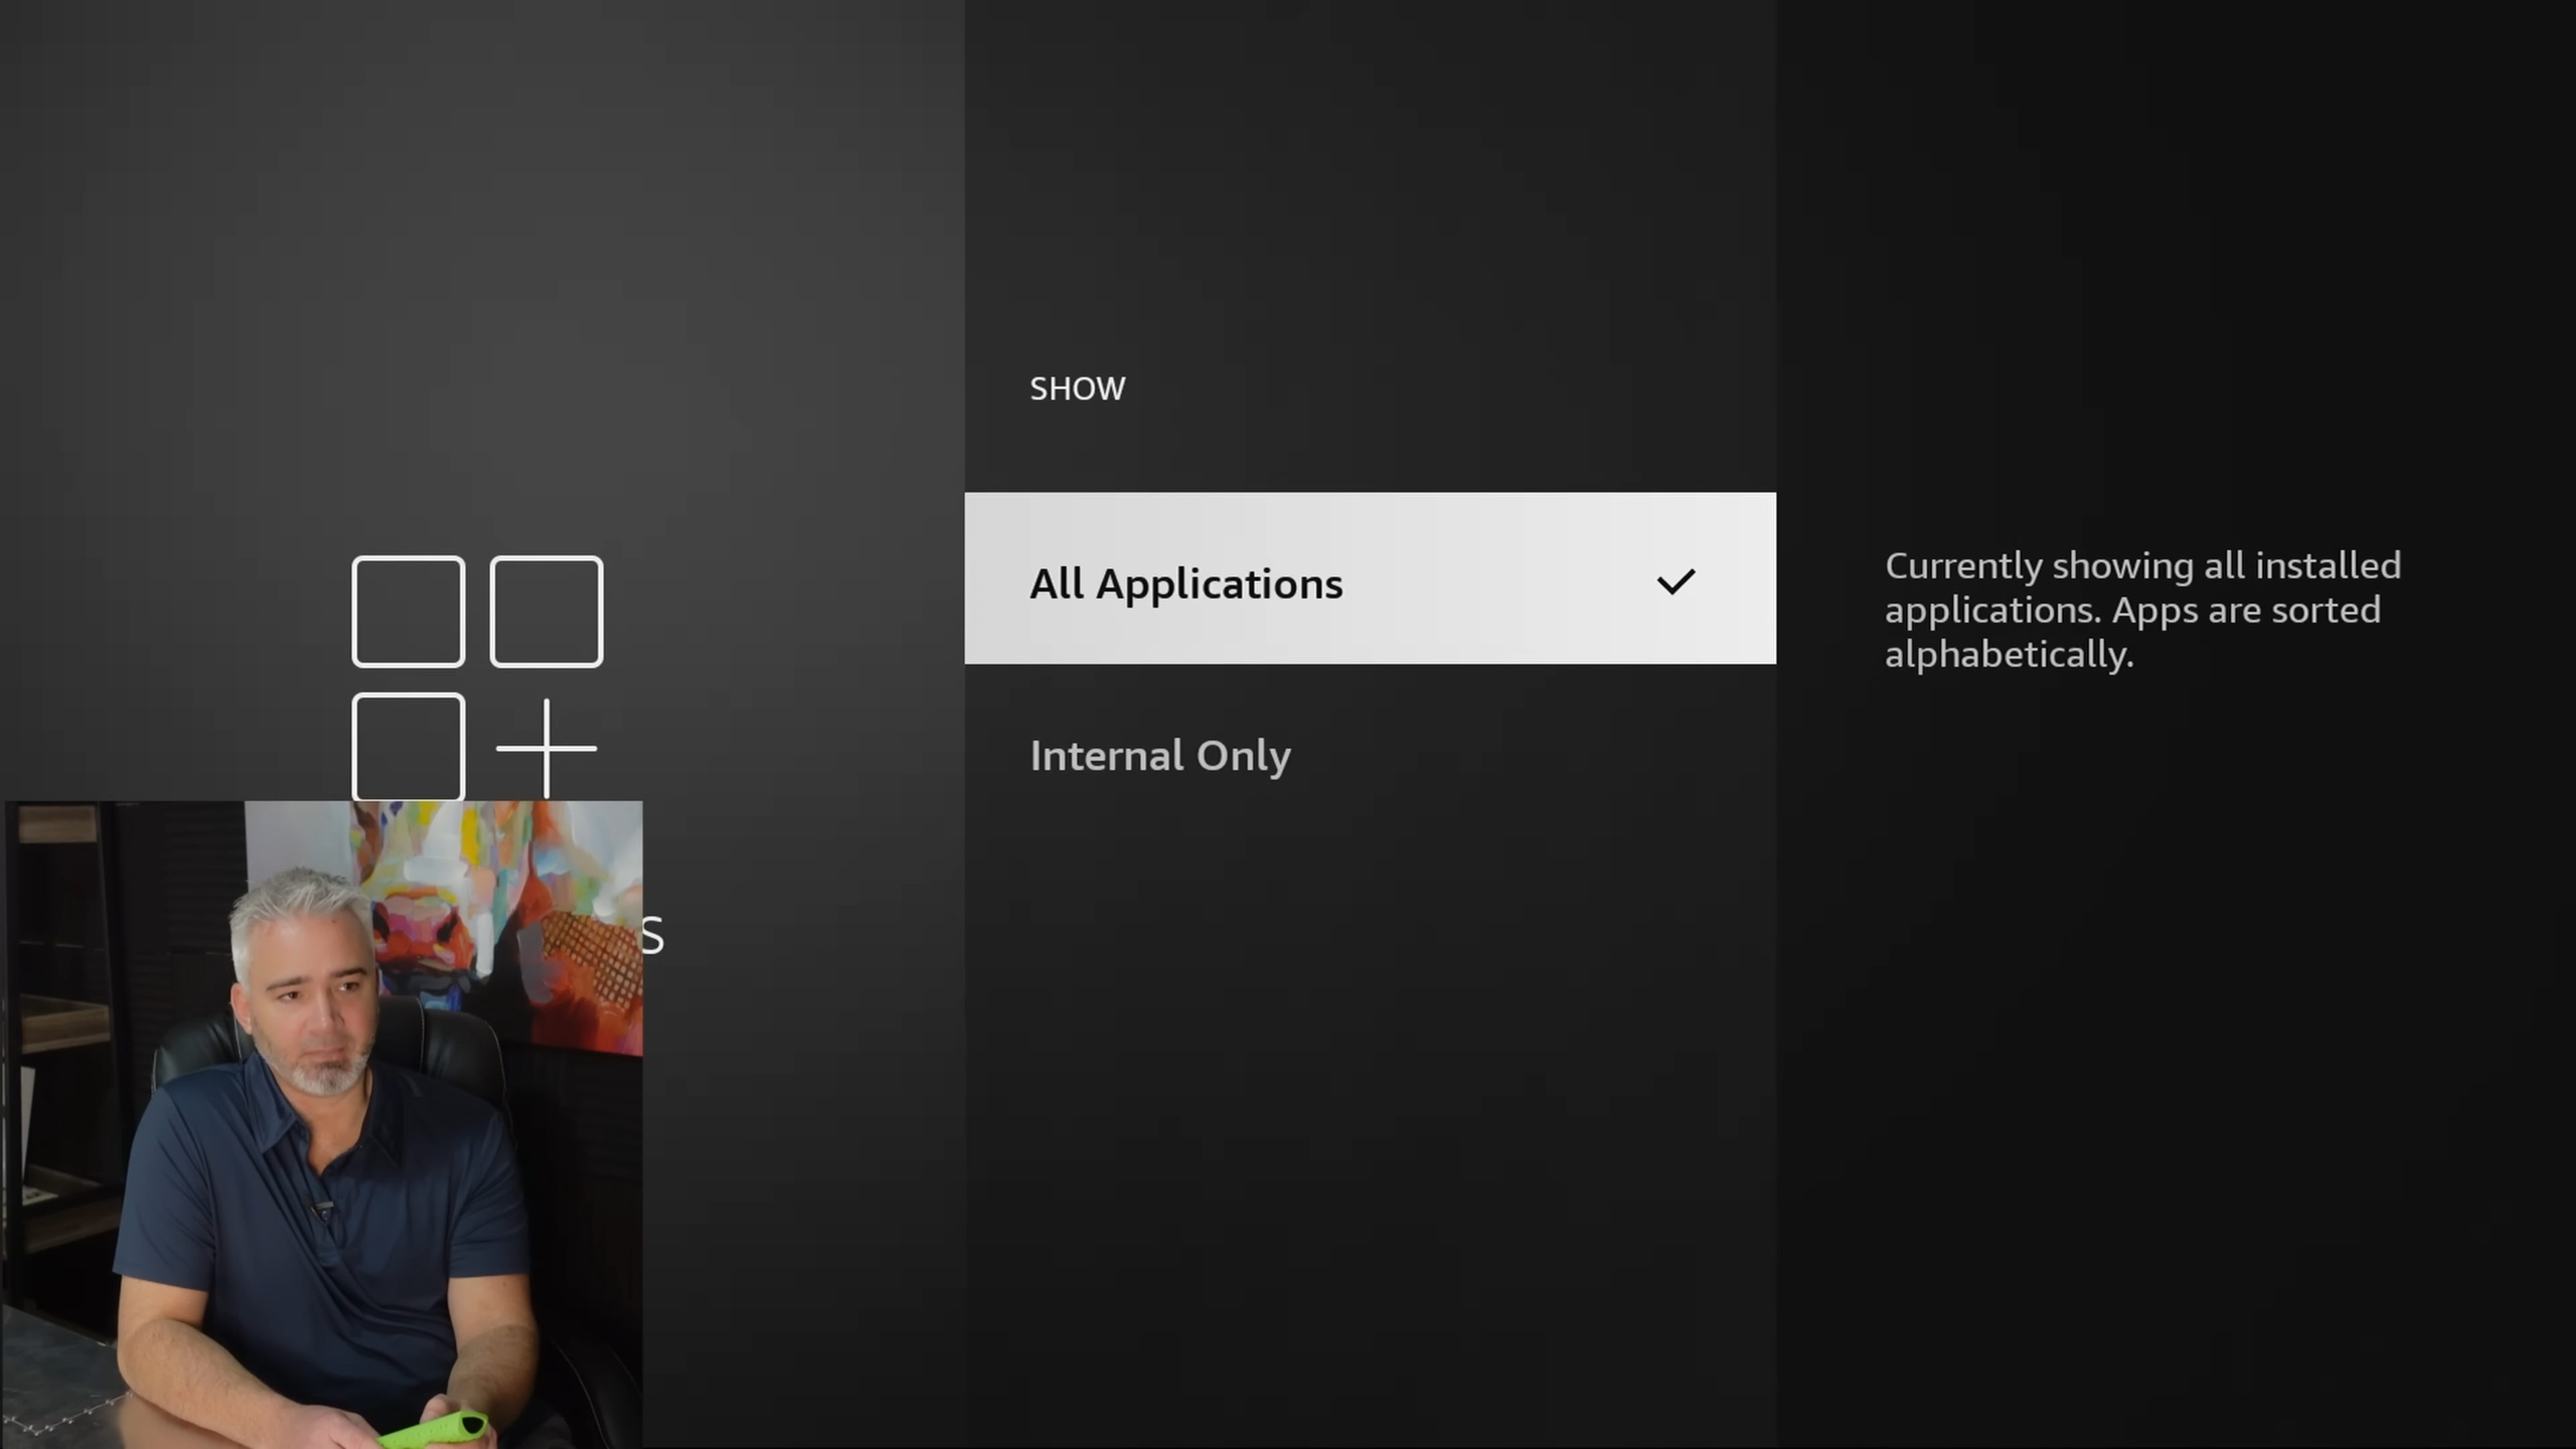 SHOW
All Applications
Internal Only
Currently showing all installed
applications. Apps are sorted
alphabetically.